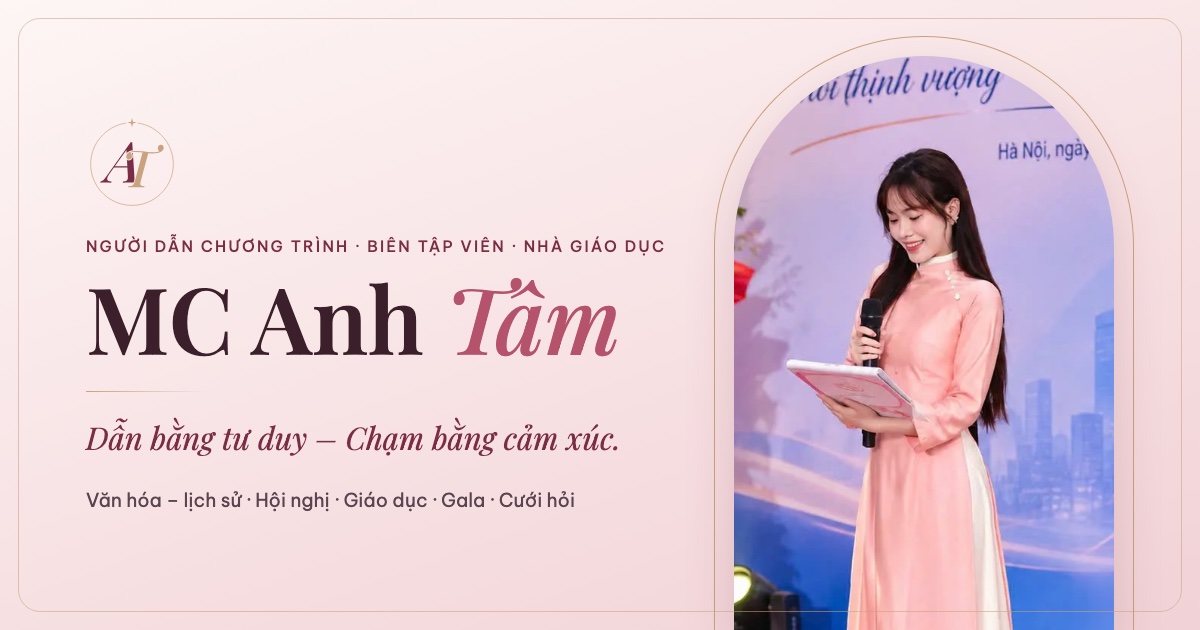 AT
NGƯỜI DẪN CHƯƠNG TRÌNH · BIÊN TẬP VIÊN · NHÀ GIÁO DỤC
MC Anh Tâm
Dẫn bằng tư duy – Chạm bằng cảm xúc.
Văn hóa – lịch sử · Hội nghị · Giáo dục · Gala · Cưới hỏi
thịnh vượng
Hà Nội, ngày